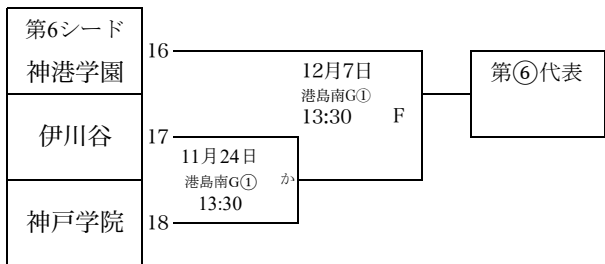 第6シード
神港学園
16
12月7日
港島南G①
13:30 F
第⑥代表
伊川谷
17
11月24日
港島南G①
か
13:30
神戸学院
18